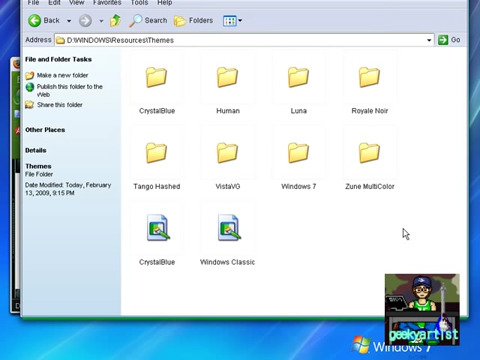 File Edit View Favorites Tools Help
Back Search Folders
Address D:\WINDOWS\Resources\Themes Go
File and Folder Tasks
Make a new folder
Publish this folder to the
Web
Share this folder
Other Places
Details
Themes
File Folder
Date Modified: Today, February
13, 2009, 9:15 PM
CrystalBlue Human Luna Royale Noir
Tango Hashed VistaVG Windows 7 Zune MultiColor
CrystalBlue Windows Classic
geekyartist
Windows 7